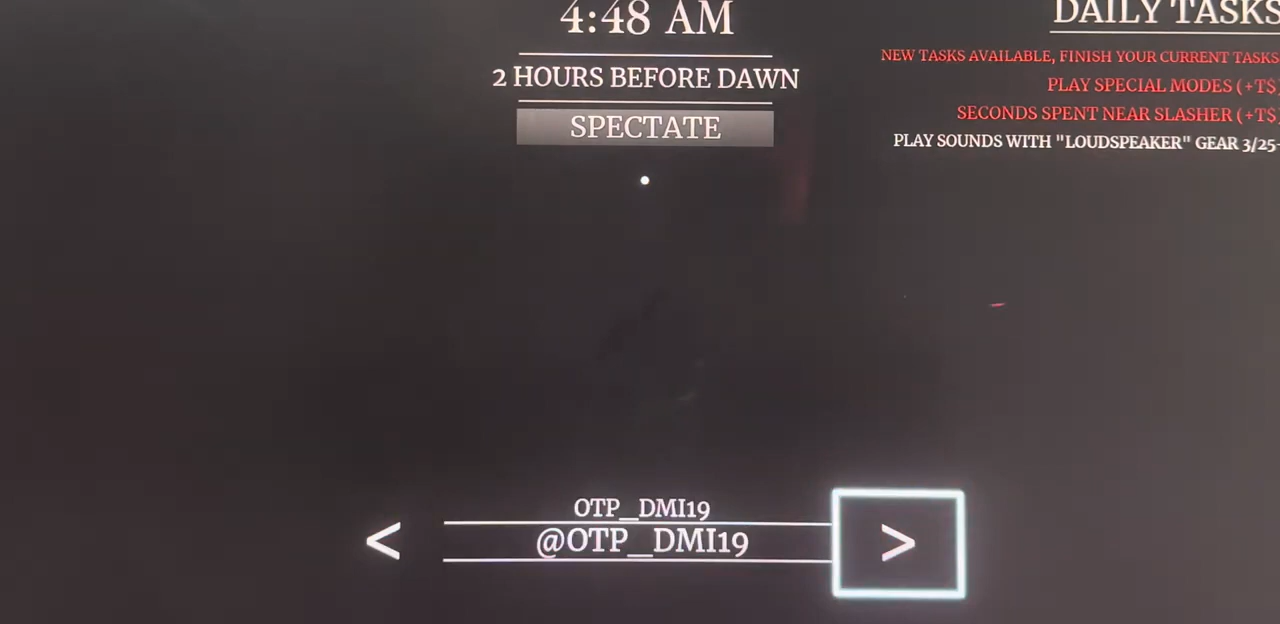 4:48 AM
2 HOURS BEFORE DAWN
SPECTATE
DAILY TASKS
NEW TASKS AVAILABLE, FINISH YOUR CURRENT TASKS
PLAY SPECIAL MODES (+T$)
SECONDS SPENT NEAR SLASHER (+T$)
PLAY SOUNDS WITH "LOUDSPEAKER" GEAR 3/25-
OTP_DMI19
< @OTP_DMI19 >